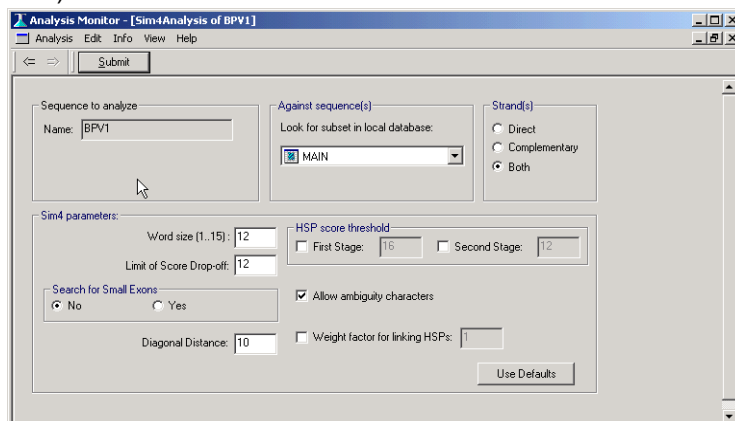 Analysis Monitor - [Sim4Analysis of BPV1]
Analysis Edit Info View Help
Submit
Sequence to analyze
Name: BPV1
Against sequence(s)
Look for subset in local database:
MAIN
Strand(s)
Direct
Complementary
Both
Sim4 parameters:
Word size (1..15) : 12
Limit of Score Drop-off: 12
Search for Small Exons
No Yes
Diagonal Distance: 10
HSP score threshold
First Stage: 16 Second Stage: 12
Allow ambiguity characters
Weight factor for linking HSPs: 1
Use Defaults